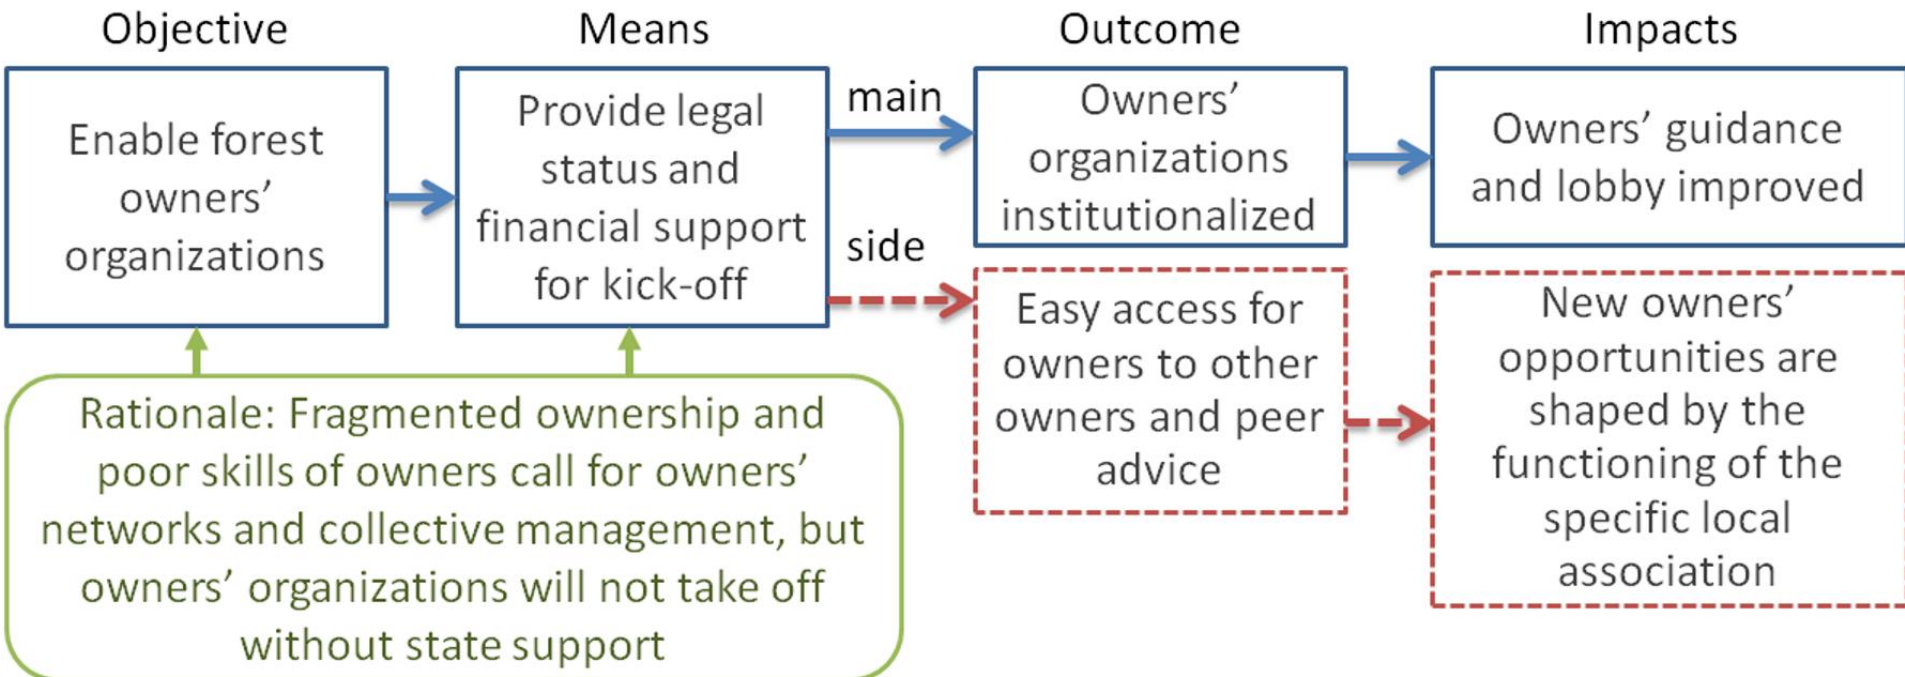 Objective
Means
Outcome
Impacts
Enable forest
owners’
organizations
Provide legal
status and
financial support
for kick-off
main
side
Owners’
organizations
institutionalized
Owners’ guidance
and lobby improved
Easy access for
owners to other
owners and peer
advice
New owners’
opportunities are
shaped by the
functioning of the
specific local
association
Rationale: Fragmented ownership and
poor skills of owners call for owners’
networks and collective management, but
owners’ organizations will not take off
without state support